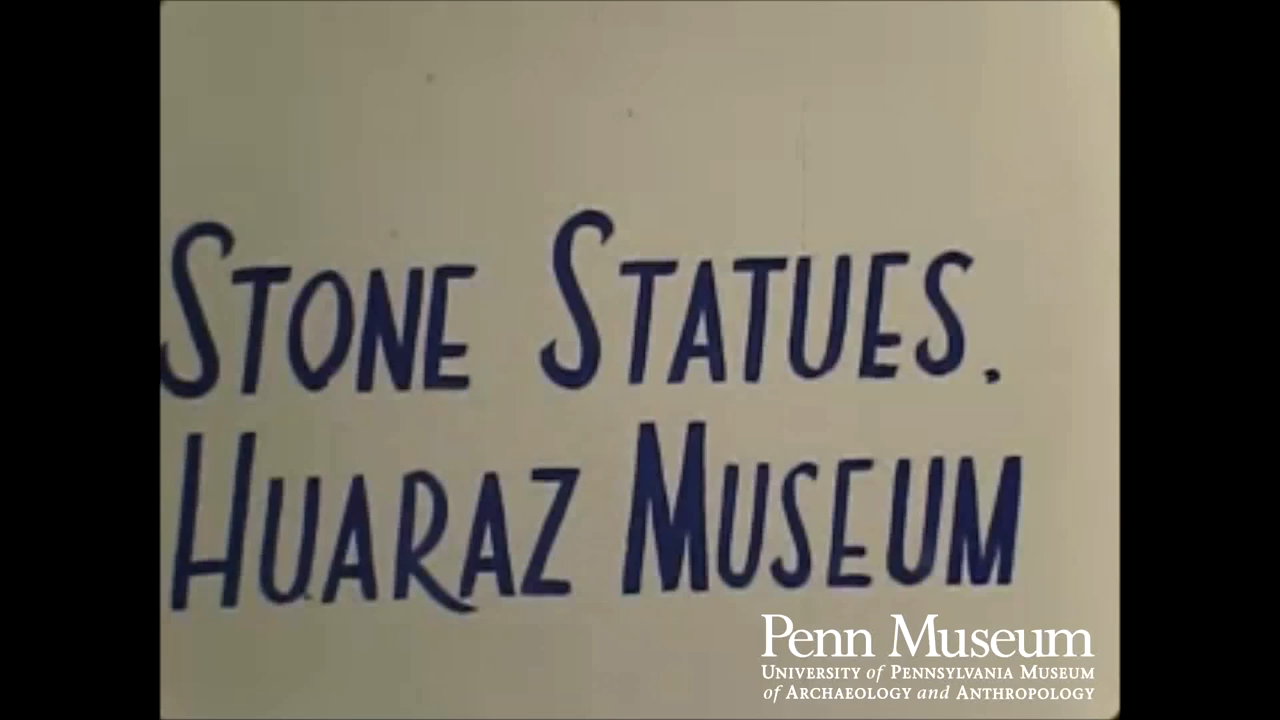 STONE STATUES.
HUARAZ MUSEUM
Penn Museum
UNIVERSITY of PENNSYLVANIA MUSEUM
of ARCHAEOLOGY and ANTHROPOLOGY